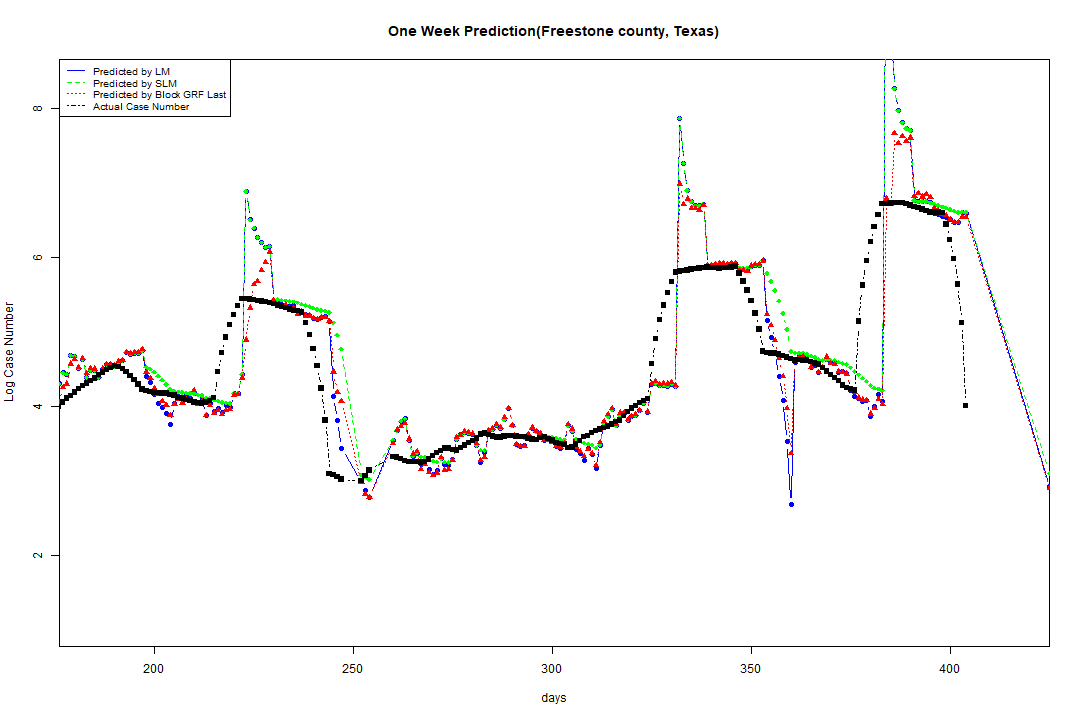 One Week Prediction(Freestone county, Texas)
Predicted by LM
Predicted by SLM
Predicted by Block GRF Last
Actual Case Number
8
6
4
2
Log Case Number
200
250
300
350
400
days